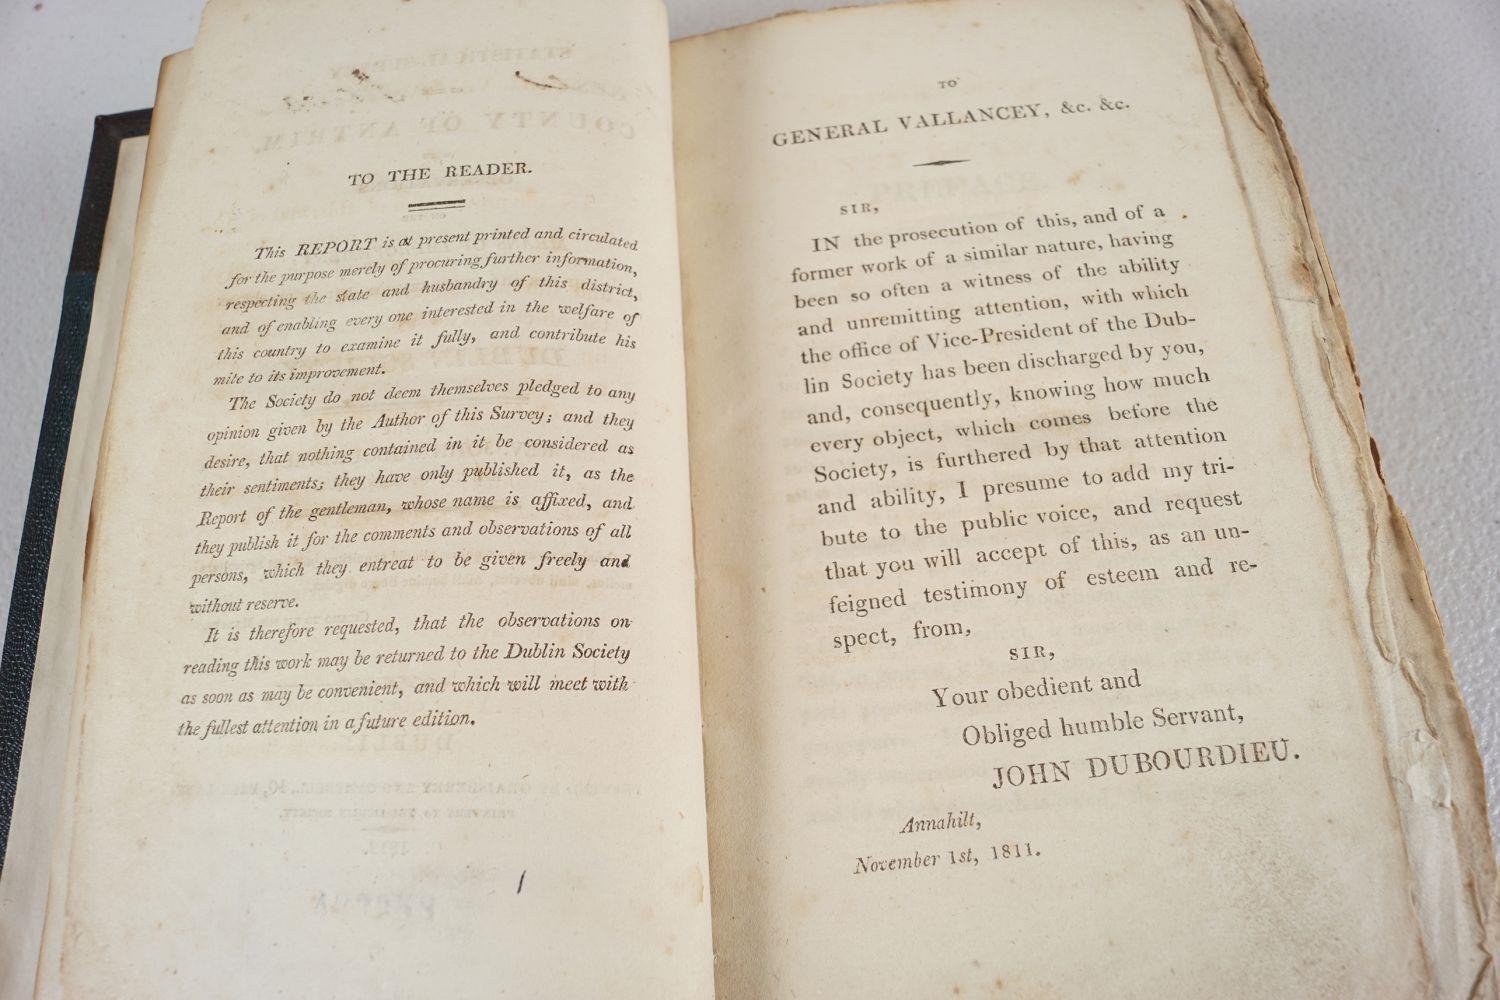 TO THE READER.
This REPORT is at present printed and circulated
for the purpose merely of procuring further information,
respecting the state and husbandry of this district,
and of enabling every one interested in the welfare of
this country to examine it fully, and contribute his
mite to its improvement.
The Society do not deem themselves pledged to any
opinion given by the Author of this Survey; and they
desire, that nothing contained in it be considered as
their sentiments; they have only published it, as the
Report of the gentleman, whose name is affixed, and
they publish it for the comments and observations of all
persons, which they entreat to be given freely and
without reserve.
It is therefore requested, that the observations on
reading this work may be returned to the Dublin Society
as soon as may be convenient, and which will meet with
the fullest attention in a future edition.
TO
GENERAL VALLANCEY, &c. &c.
SIR,
IN the prosecution of this, and of a
former work of a similar nature, having
been so often a witness of the ability
and unremitting attention, with which
the office of Vice-President of the Dub-
lin Society has been discharged by you,
and, consequently, knowing how much
every object, which comes before the
Society, is furthered by that attention
and ability, I presume to add my tri-
bute to the public voice, and request
that you will accept of this, as an un-
feigned testimony of esteem and re-
spect, from,
SIR,
Your obedient and
Obliged humble Servant,
JOHN DUBOURDIEU.
Annahilt,
November 1st, 1811.